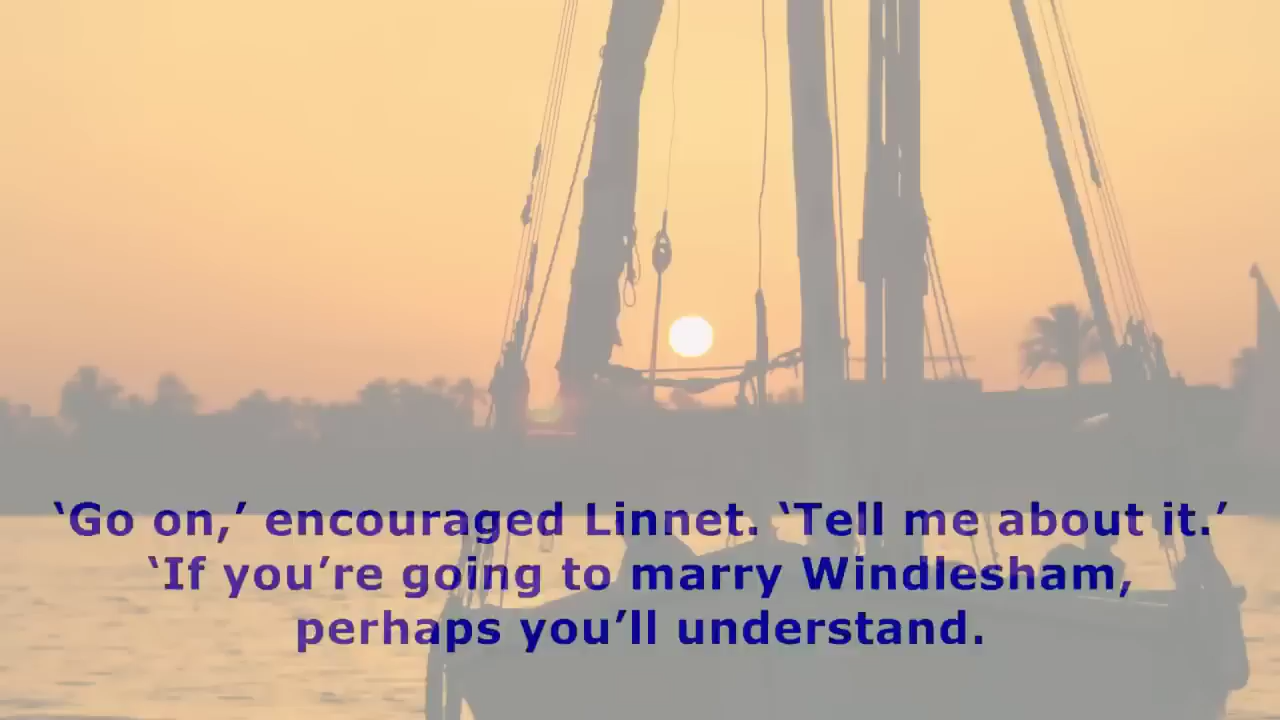 ‘Go on,’ encouraged Linnet. ‘Tell me about it.’
‘If you’re going to marry Windlesham,
perhaps you’ll understand.